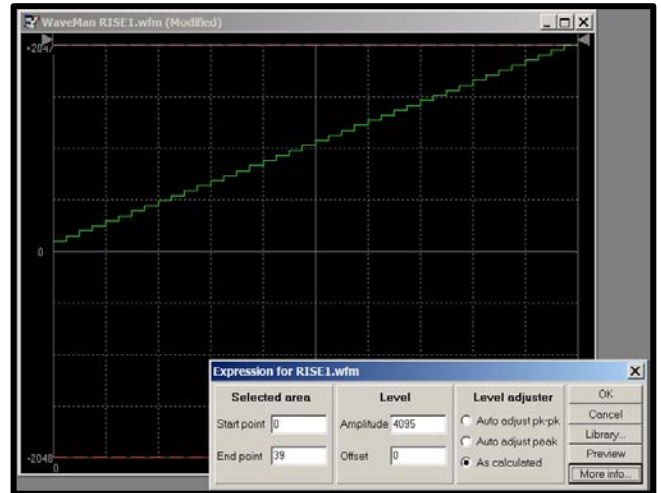 WaveMan RISE1.wfm (Modified)
+2047
0
-2048
0
Expression for RISE1.wfm
Selected area
Level
Level adjuster
OK
Start point 0
Amplitude 4095
Auto adjust pk-pk
Cancel
Auto adjust peak
Library...
End point 39
Offset 0
As calculated
Preview
More info...